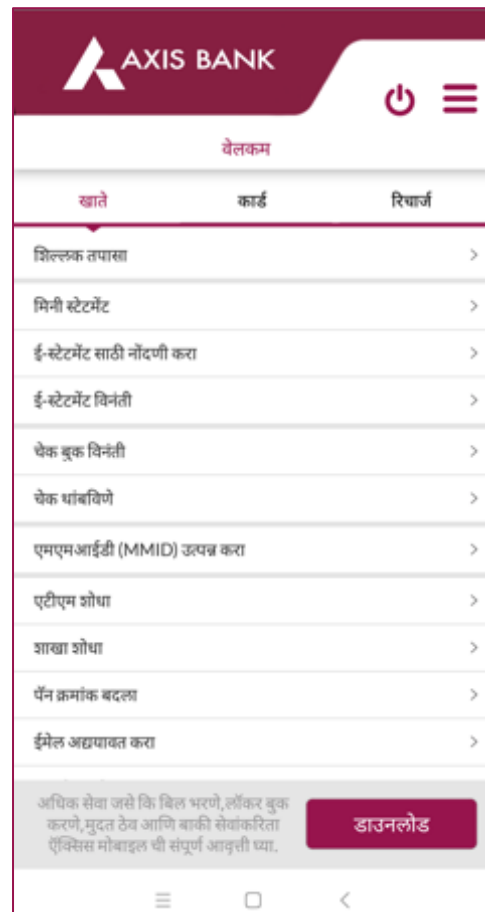 AXIS BANK
वेलकम
खाते कार्ड रिचार्ज
शिल्लक तपासा
मिनी स्टेटमेंट
ई-स्टेटमेंट साठी नोंदणी करा
ई-स्टेटमेंट विनंती
चेक बुक विनंती
चेक थांबविणे
एमएमआईडी (MMID) उत्पन्न करा
एटीएम शोधा
शाखा शोधा
पॅन क्रमांक बदला
ईमेल अद्ययावत करा
अधिक सेवा जसे कि बिल भरणे,लॉकर बुक
करणे,मुदत ठेव आणि बाकी सेवांकरिता
ऍक्सिस मोबाइल ची संपूर्ण आवृत्ती घ्या.
डाउनलोड